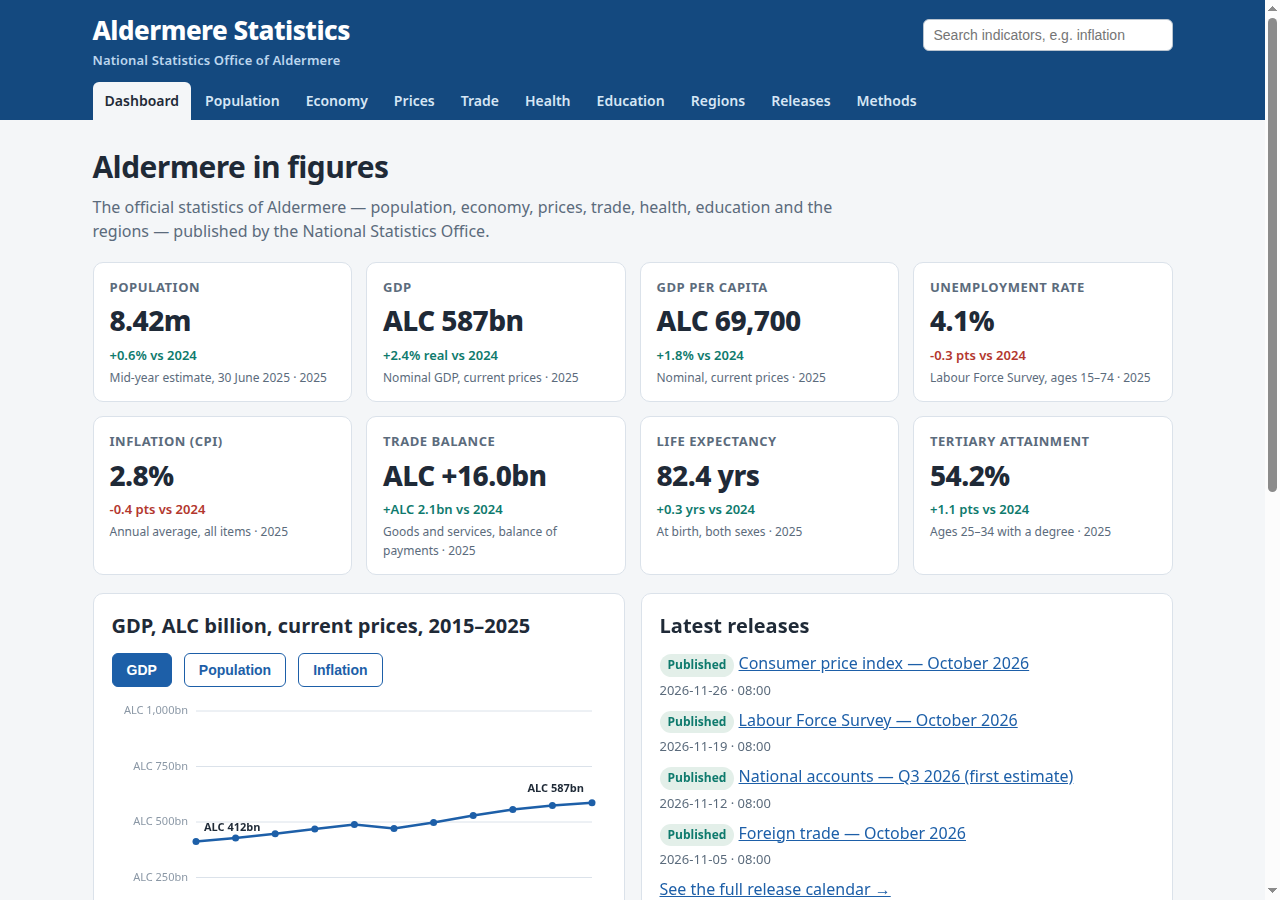 Aldermere Statistics
National Statistics Office of Aldermere
Search indicators, e.g. inflation
Dashboard
Population
Economy
Prices
Trade
Health
Education
Regions
Releases
Methods
Aldermere in figures
The official statistics of Aldermere — population, economy, prices, trade, health, education and the
regions — published by the National Statistics Office.
POPULATION
8.42m
+0.6% vs 2024
Mid-year estimate, 30 June 2025 · 2025
GDP
ALC 587bn
+2.4% real vs 2024
Nominal GDP, current prices · 2025
GDP PER CAPITA
ALC 69,700
+1.8% vs 2024
Nominal, current prices · 2025
UNEMPLOYMENT RATE
4.1%
-0.3 pts vs 2024
Labour Force Survey, ages 15–74 · 2025
INFLATION (CPI)
2.8%
-0.4 pts vs 2024
Annual average, all items · 2025
TRADE BALANCE
ALC +16.0bn
+ALC 2.1bn vs 2024
Goods and services, balance of
payments · 2025
LIFE EXPECTANCY
82.4 yrs
+0.3 yrs vs 2024
At birth, both sexes · 2025
TERTIARY ATTAINMENT
54.2%
+1.1 pts vs 2024
Ages 25–34 with a degree · 2025
GDP, ALC billion, current prices, 2015–2025
GDP
Population
Inflation
ALC 1,000bn
ALC 750bn
ALC 500bn
ALC 250bn
ALC 412bn
ALC 587bn
Latest releases
Published Consumer price index — October 2026
2026-11-26 · 08:00
Published Labour Force Survey — October 2026
2026-11-19 · 08:00
Published National accounts — Q3 2026 (first estimate)
2026-11-12 · 08:00
Published Foreign trade — October 2026
2026-11-05 · 08:00
See the full release calendar →